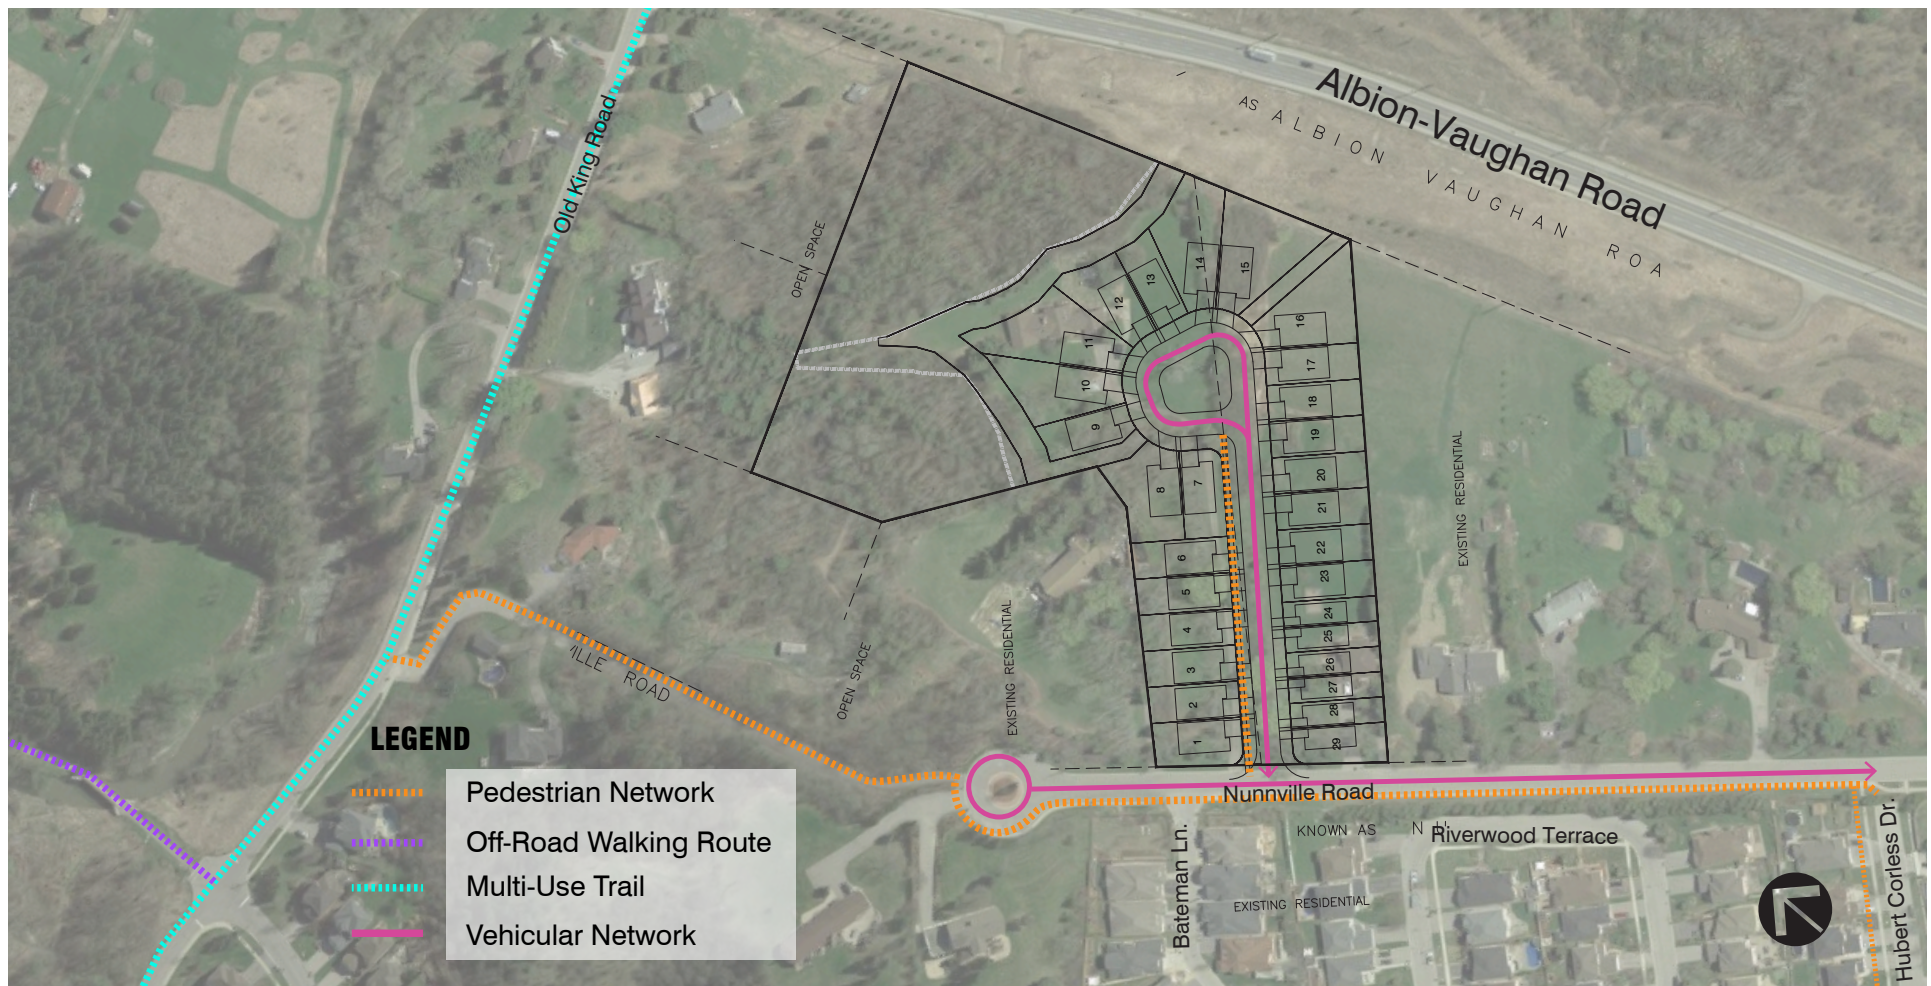 Albion-Vaughan Road
AS ALBION VAUGHAN ROA
Old King Road
OPEN SPACE
14
15
13
12
16
11
17
10
18
9
19
20
8
7
21
EXISTING RESIDENTIAL
22
6
23
5
24
4
25
3
26
27
2
28
1
29
EXISTING RESIDENTIAL
OPEN SPACE
ILLE ROAD
LEGEND
Pedestrian Network
Off-Road Walking Route
Multi-Use Trail
Vehicular Network
Nunnville Road
KNOWN AS N
Riverwood Terrace
Bateman Ln.
EXISTING RESIDENTIAL
Hubert Corless Dr.